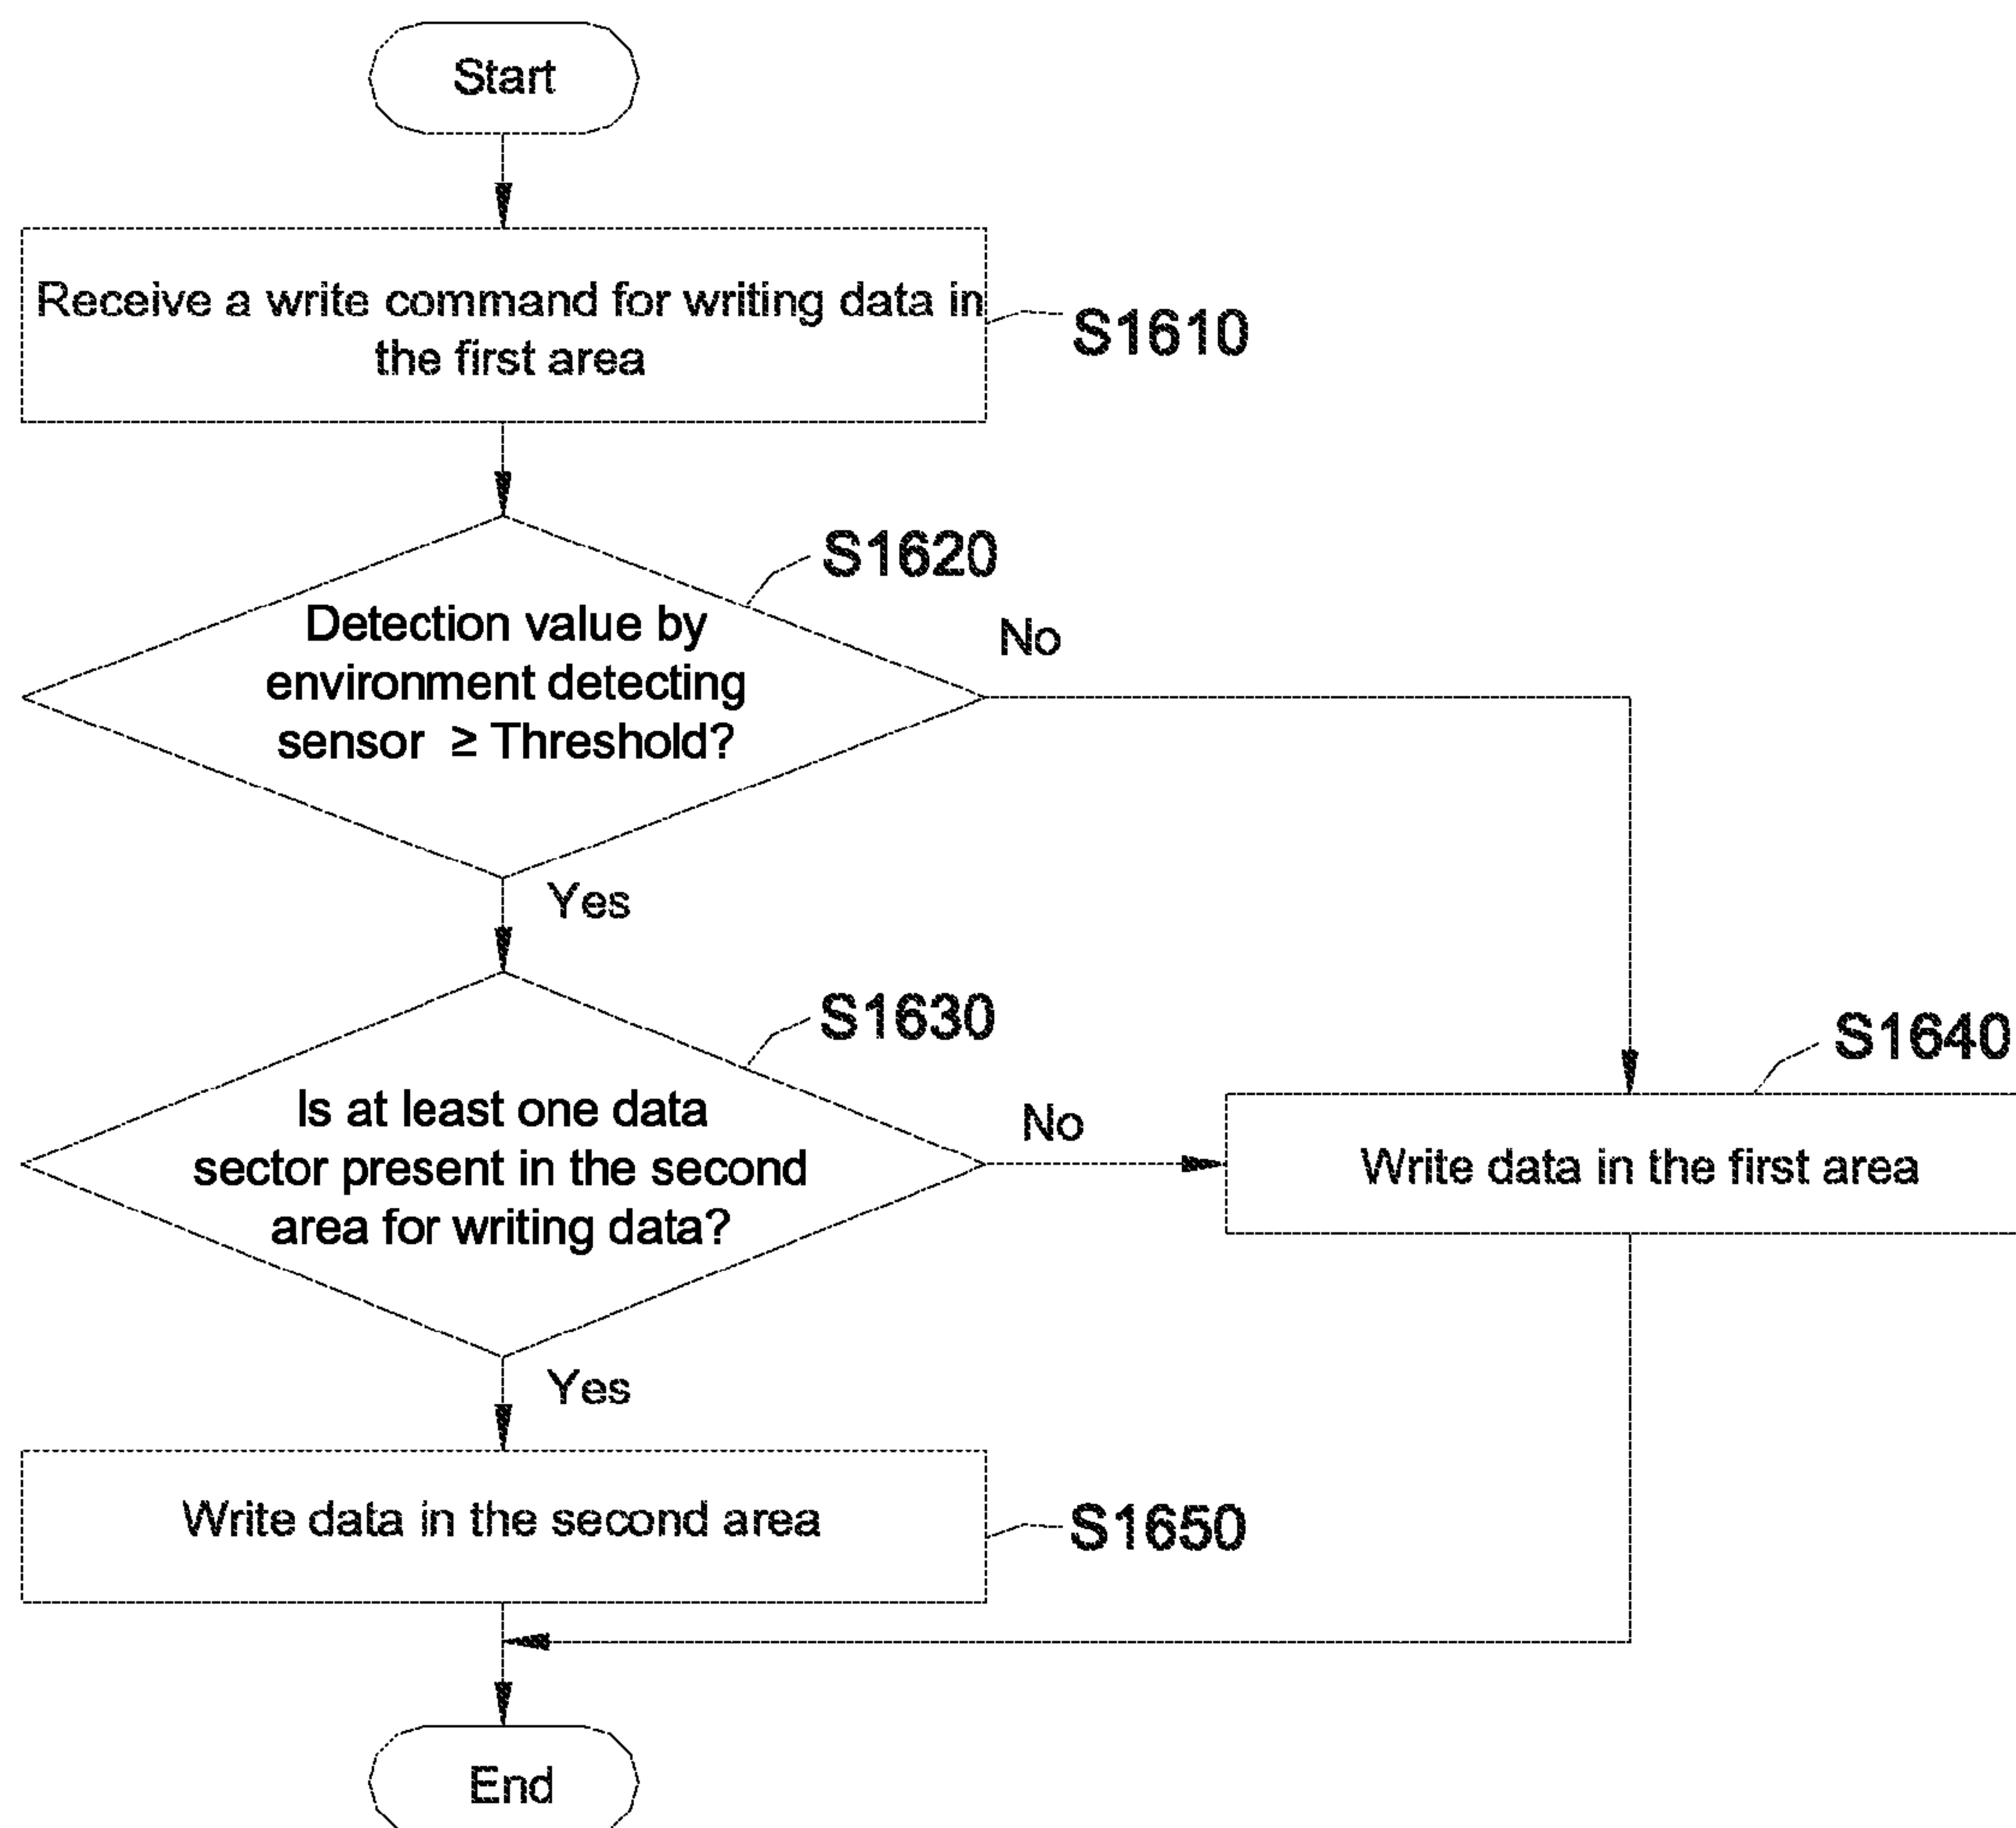 Start
Receive a write command for writing data in
the first area
S1610
S1620
Detection value by
environment detecting
sensor ≥ Threshold?
No
Yes
S1630
Is at least one data
sector present in the second
area for writing data?
No
S1640
Write data in the first area
Yes
Write data in the second area
S1650
End